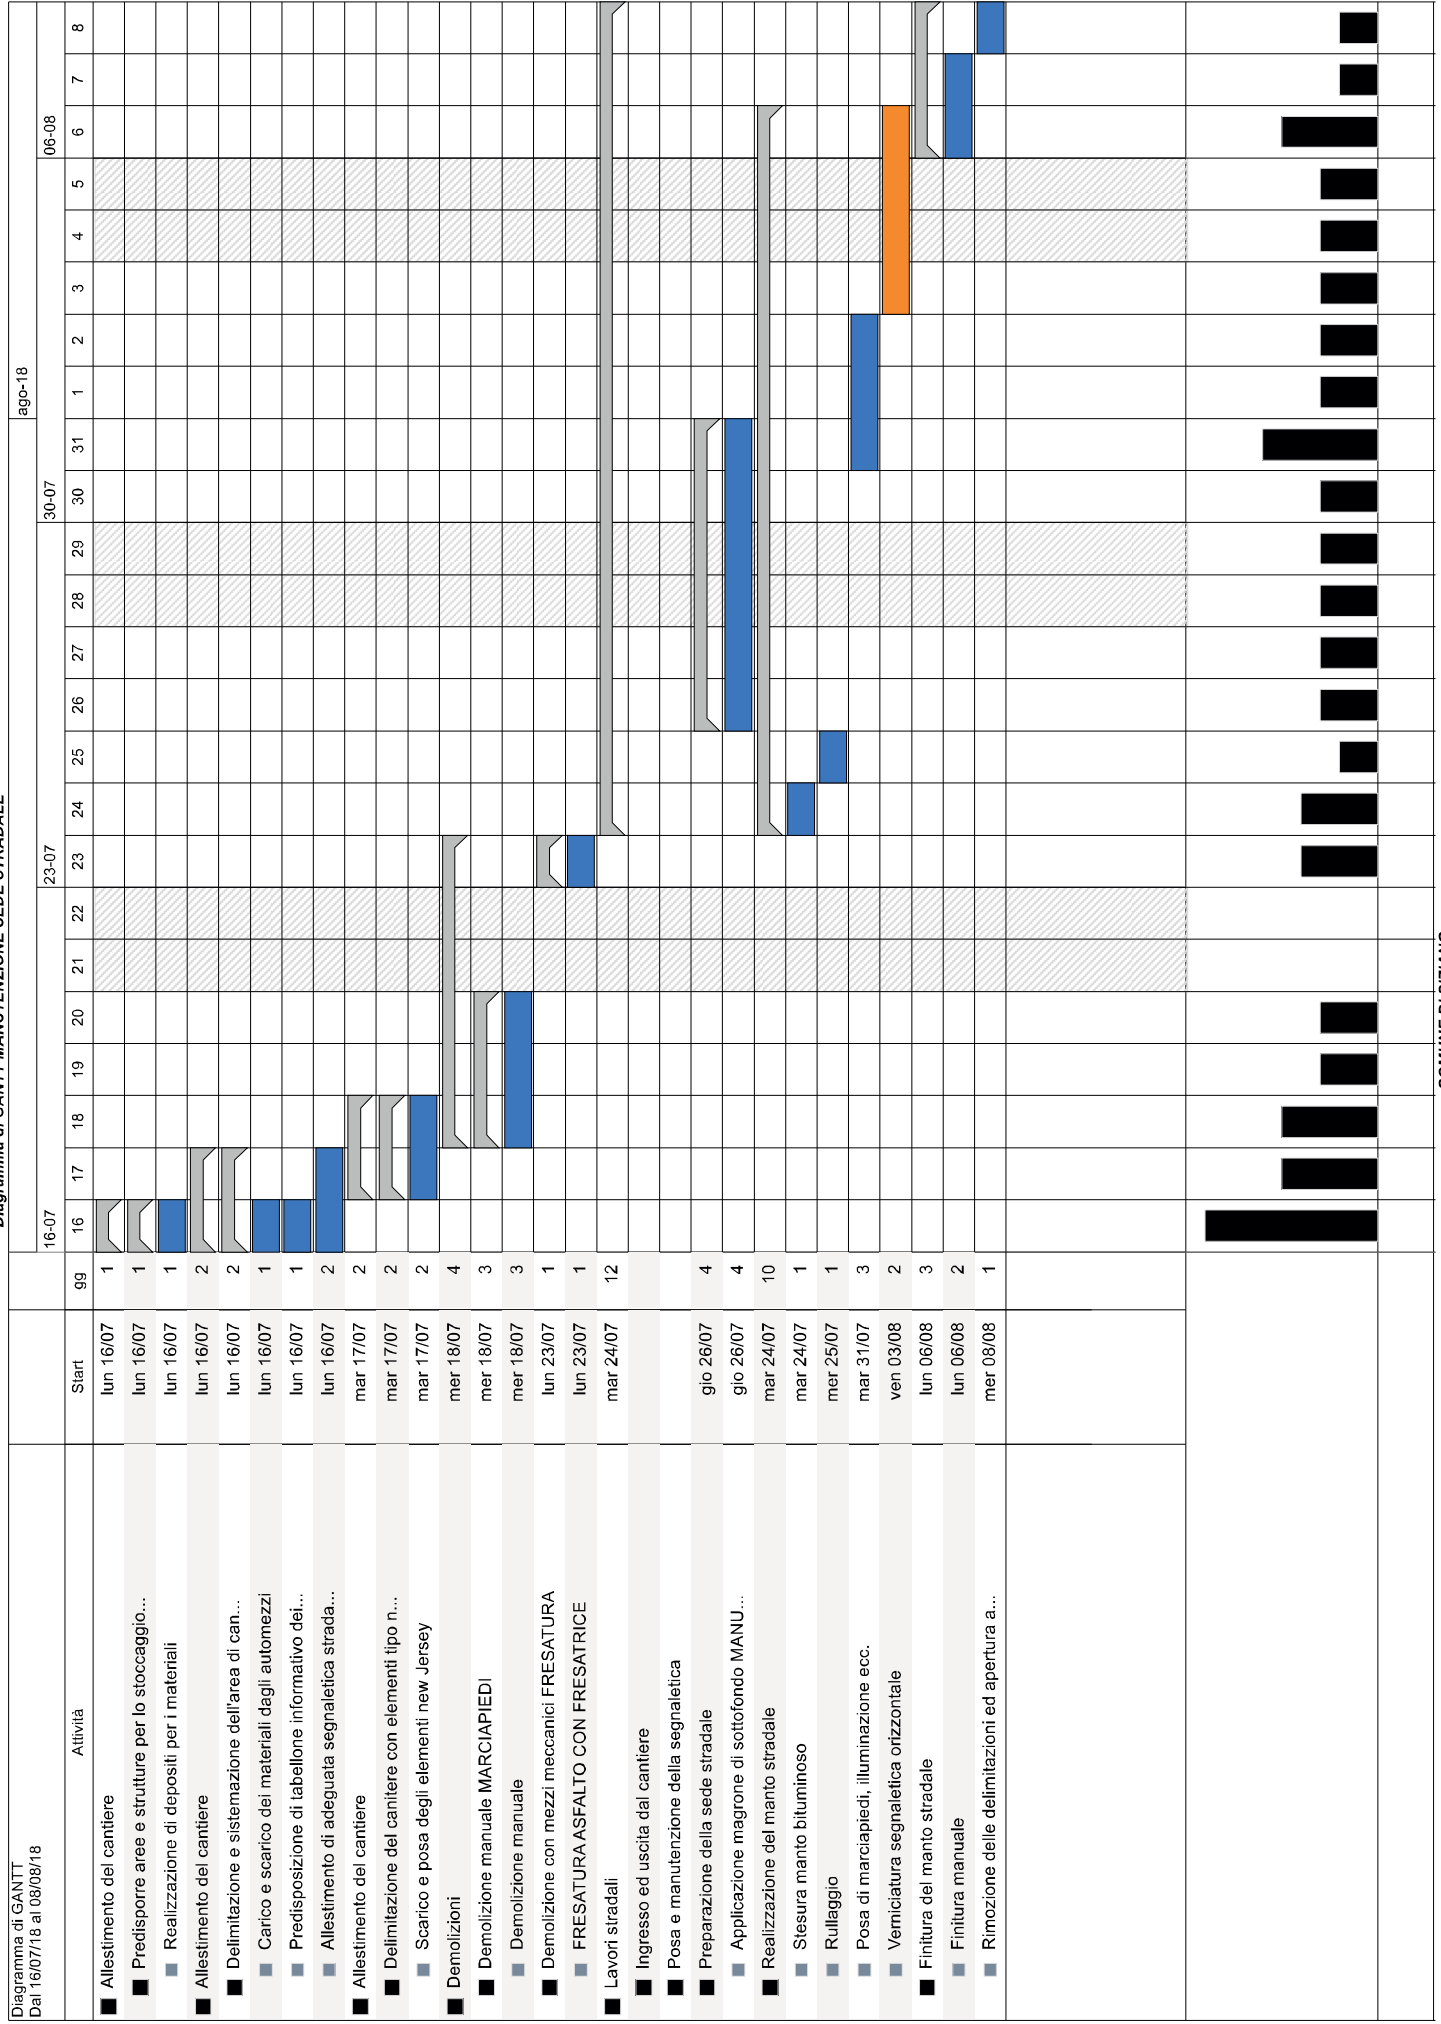 Diagramma di GANTT MANUTENZIONE SEDE STRADALE
Diagramma di GANTT
Dal 16/07/18 al 08/08/18
ago-18
16-07 23-07 30-07 06-08
Attività Start gg 16 17 18 19 20 21 22 23 24 25 26 27 28 29 30 31 1 2 3 4 5 6 7 8
Allestimento del cantiere lun 16/07 1
Predisporre aree e strutture per lo stoccaggio... lun 16/07 1
Realizzazione di depositi per i materiali lun 16/07 1
Allestimento del cantiere lun 16/07 2
Delimitazione e sistemazione dell'area di can... lun 16/07 2
Carico e scarico dei materiali dagli automezzi lun 16/07 1
Predisposizione di tabellone informativo dei... lun 16/07 1
Allestimento di adeguata segnaletica strada... lun 16/07 2
Allestimento del cantiere mar 17/07 2
Delimitazione del canitere con elementi tipo n... mar 17/07 2
Scarico e posa degli elementi new Jersey mar 17/07 2
Demolizioni mer 18/07 4
Demolizione manuale MARCIAPIEDI mer 18/07 3
Demolizione manuale mer 18/07 3
Demolizione con mezzi meccanici FRESATURA lun 23/07 1
FRESATURA ASFALTO CON FRESATRICE lun 23/07 1
Lavori stradali mar 24/07 12
Ingresso ed uscita dal cantiere
Posa e manutenzione della segnaletica
Preparazione della sede stradale gio 26/07 4
Applicazione magrone di sottofondo MANU... gio 26/07 4
Realizzazione del manto stradale mar 24/07 10
Stesura manto bituminoso mar 24/07 1
Rullaggio mer 25/07 1
Posa di marciapiedi, illuminazione ecc. mar 31/07 3
Verniciatura segnaletica orizzontale ven 03/08 2
Finitura del manto stradale lun 06/08 3
Finitura manuale lun 06/08 2
Rimozione delle delimitazioni ed apertura a... mer 08/08 1